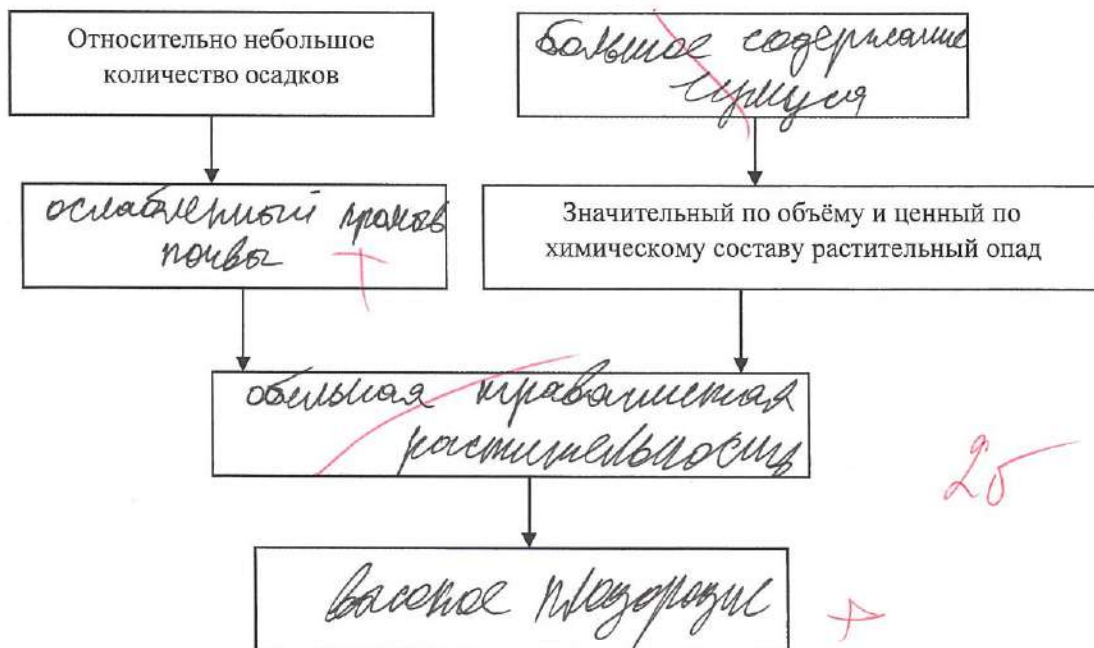 Относительно небольшое
количество осадков
большое содержание
гумуса
ослабленный промыв
почвы +
Значительный по объёму и ценный по
химическому составу растительный опад
обильная травянистая
растительность
2б
высокое плодородие +